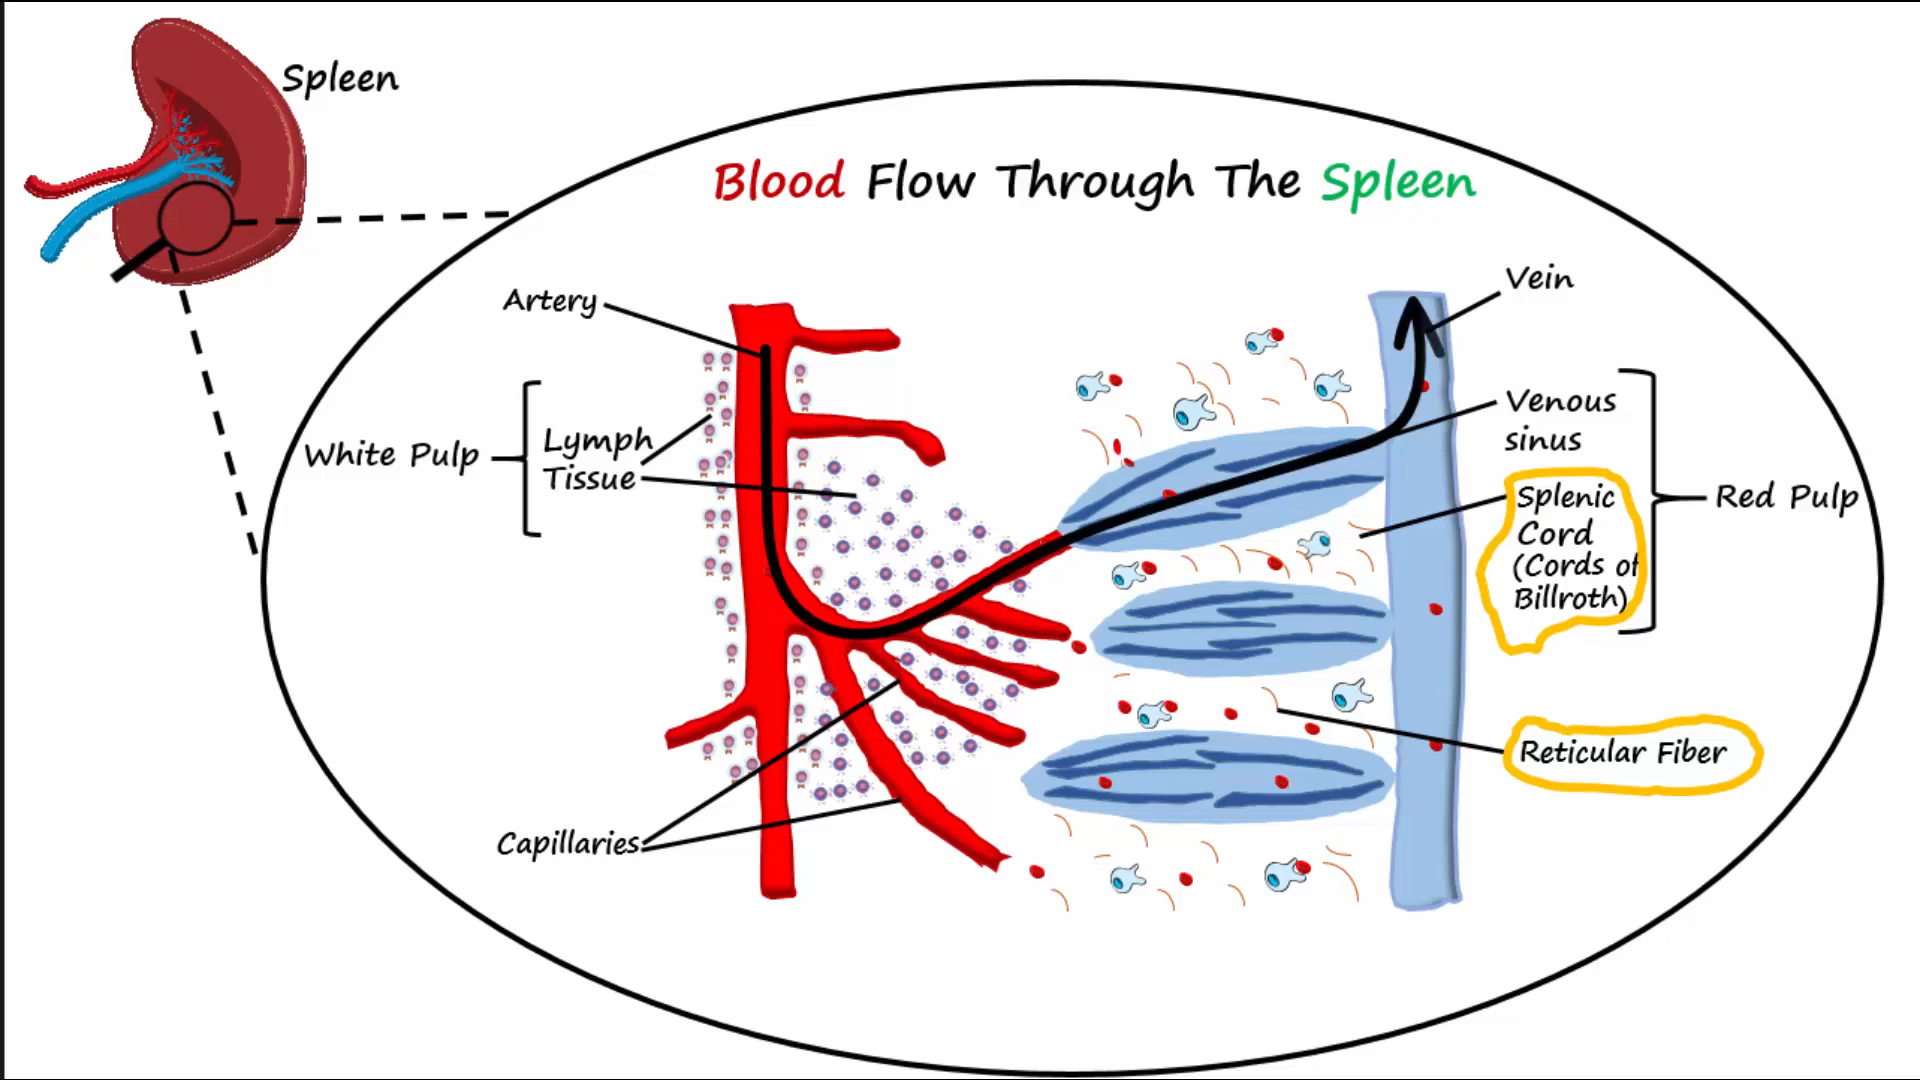 Spleen
Blood Flow Through The Spleen
Artery
Vein
White Pulp
Lymph
Tissue
Venous
sinus
Splenic
Cord
(Cords of
Billroth)
Red Pulp
Reticular Fiber
Capillaries